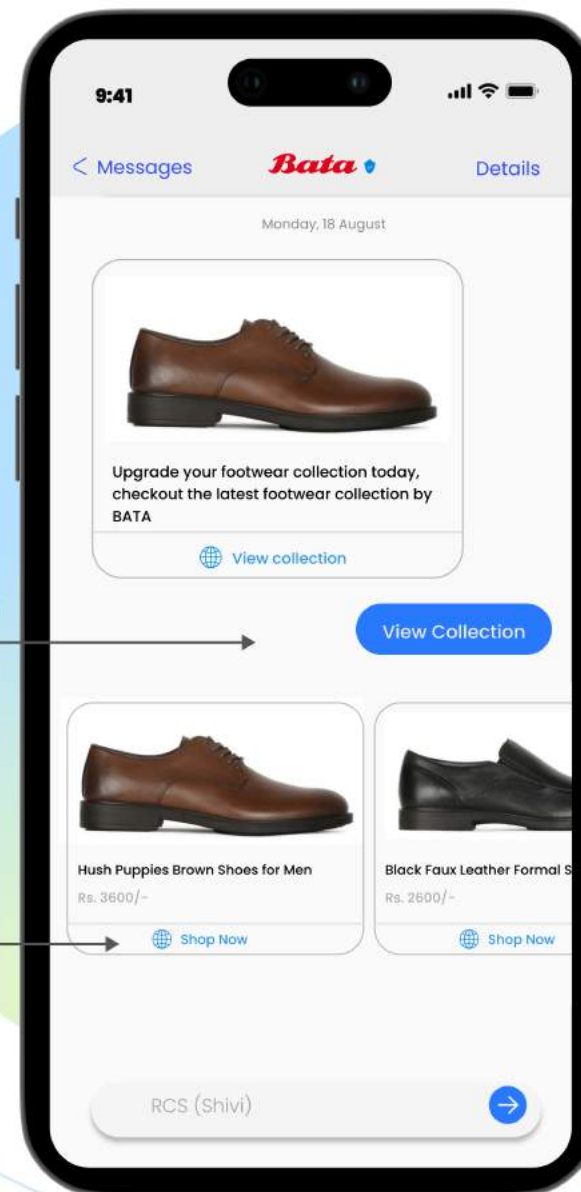 9:41
< Messages
Bata
Details
Monday, 18 August
Upgrade your footwear collection today,
checkout the latest footwear collection by
BATA
View collection
View Collection
Hush Puppies Brown Shoes for Men
Black Faux Leather Formal S
Rs. 3600/-
Rs. 2600/-
Shop Now
Shop Now
RCS (Shivi)